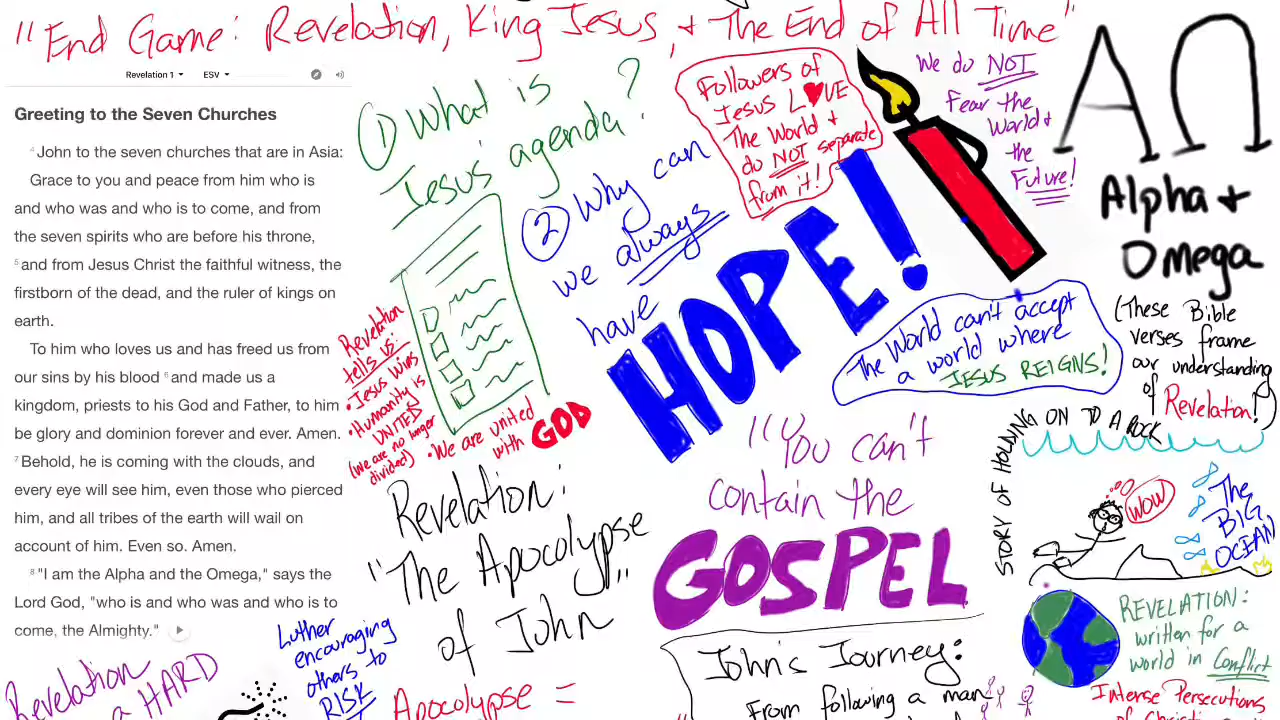 "End Game: Revelation, King Jesus, & The End of All Time"
Revelation 1 ESV
Greeting to the Seven Churches
4 John to the seven churches that are in Asia:
Grace to you and peace from him who is
and who was and who is to come, and from
the seven spirits who are before his throne,
5 and from Jesus Christ the faithful witness, the
firstborn of the dead, and the ruler of kings on
earth.
To him who loves us and has freed us from
our sins by his blood 6 and made us a
kingdom, priests to his God and Father, to him
be glory and dominion forever and ever. Amen.
7 Behold, he is coming with the clouds, and
every eye will see him, even those who pierced
him, and all tribes of the earth will wail on
account of him. Even so. Amen.
8 "I am the Alpha and the Omega," says the
Lord God, "who is and who was and who is to
come, the Almighty."
Revelation
a HARD
Luther
encouraging
others to
RISK
1 What is
Jesus' agenda?
Revelation
tells us:
• Jesus wins
• Humanity is
UNITED
(we are no longer
divided)
• We are united
with GOD
2 Why can
we always
have
HOPE!
Followers of
Jesus LOVE
The World &
do NOT separate
from it!
We do NOT
Fear the
World &
the
Future!
ΑΩ
Alpha &
Omega
(These Bible
verses frame
our understanding
of Revelation!)
The World can't accept
a world where
JESUS REIGNS!
Revelation:
"The Apocolypse
of John"
Apocolypse =
"You can't
contain the
GOSPEL
STORY OF HOLDING ON TO A ROCK
WOW
The
BIG
OCEAN
John's Journey:
From following a man
REVELATION:
written for a
world in Conflict
Intense Persecutions